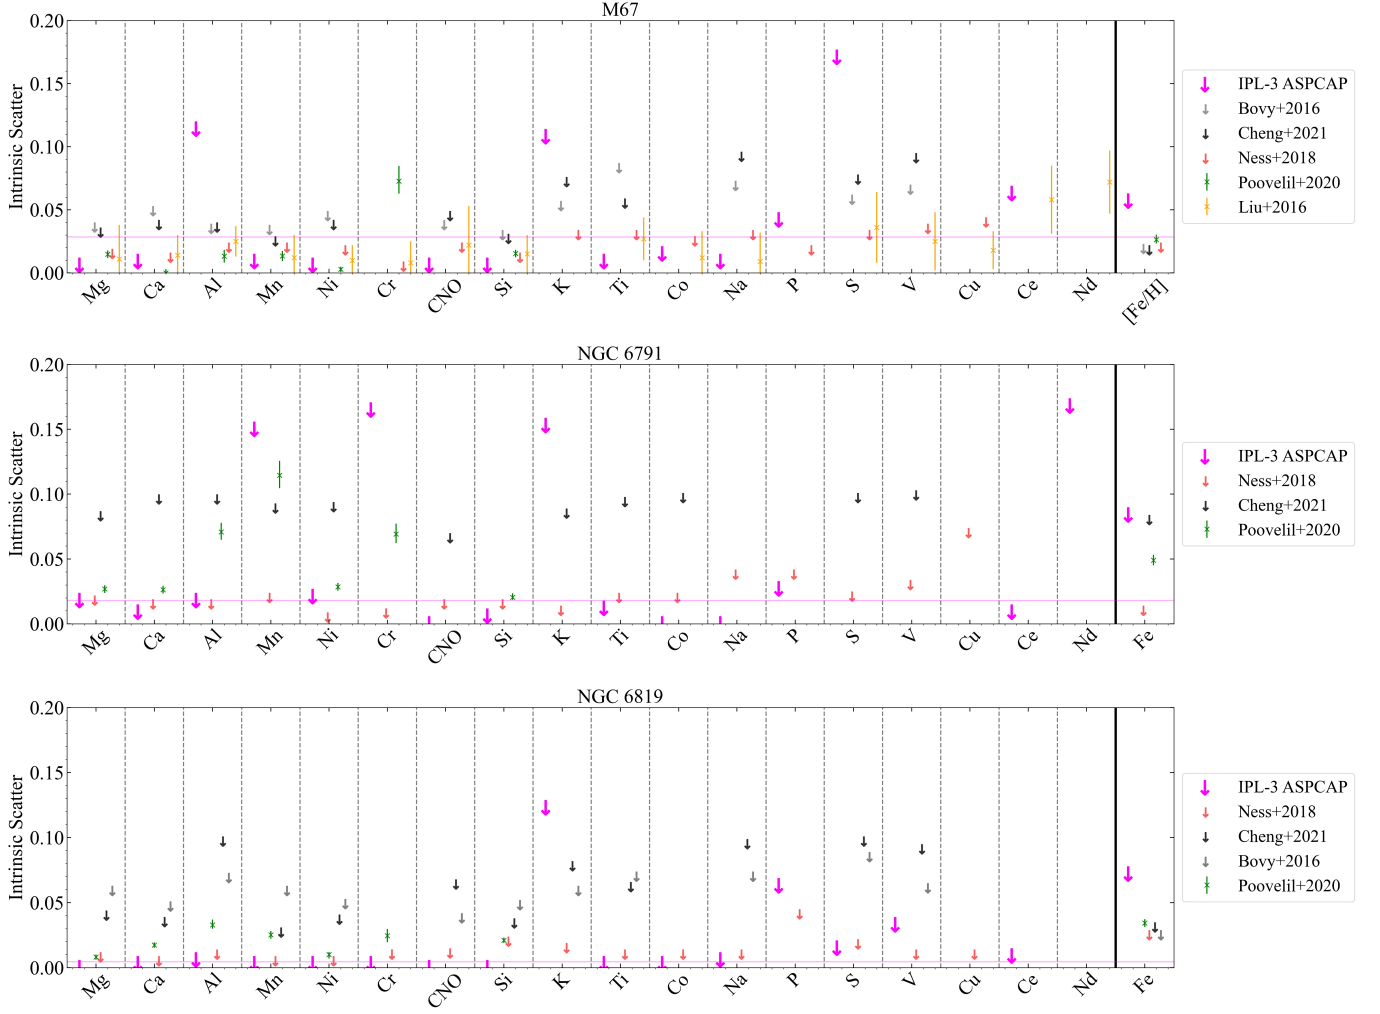 M67
Intrinsic Scatter
0.20
0.15
0.10
0.05
0.00
Mg Ca Al Mn Ni Cr CNO Si K Ti Co Na P S V Cu Ce Nd [Fe/H]
IPL-3 ASPCAP
Bovy+2016
Cheng+2021
Ness+2018
Poovelil+2020
Liu+2016
NGC 6791
Intrinsic Scatter
0.20
0.15
0.10
0.05
0.00
Mg Ca Al Mn Ni Cr CNO Si K Ti Co Na P S V Cu Ce Nd Fe
IPL-3 ASPCAP
Ness+2018
Cheng+2021
Poovelil+2020
NGC 6819
Intrinsic Scatter
0.20
0.15
0.10
0.05
0.00
Mg Ca Al Mn Ni Cr CNO Si K Ti Co Na P S V Cu Ce Nd Fe
IPL-3 ASPCAP
Ness+2018
Cheng+2021
Bovy+2016
Poovelil+2020